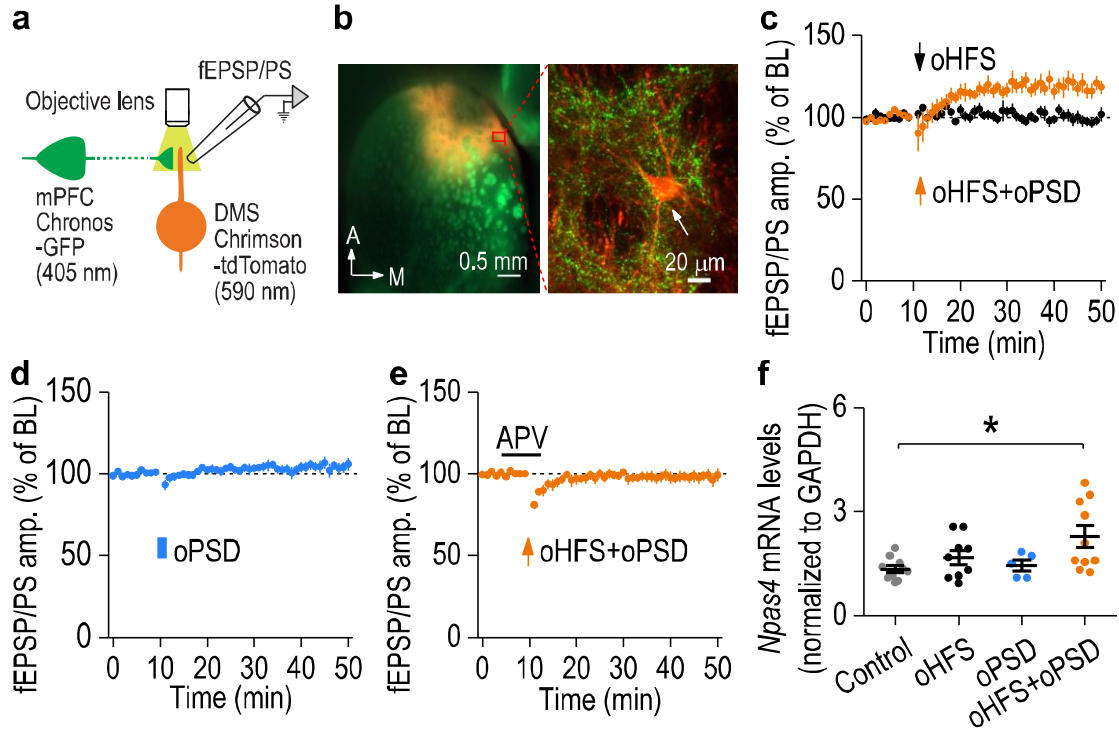 a
fEPSP/PS
Objective lens
mPFC
Chronos
-GFP
(405 nm)
DMS
Chrimson
-tdTomato
(590 nm)
b
A
M
0.5 mm
20 μm
c
fEPSP/PS amp. (% of BL)
150
100
50
0
oHFS
oHFS+oPSD
0 10 20 30 40 50
Time (min)
d
fEPSP/PS amp. (% of BL)
150
100
50
0
oPSD
0 10 20 30 40 50
Time (min)
e
fEPSP/PS amp. (% of BL)
150
100
50
0
APV
oHFS+oPSD
0 10 20 30 40 50
Time (min)
f
Npas4 mRNA levels
(normalized to GAPDH)
6
3
0
*
Control
oHFS
oPSD
oHFS+oPSD